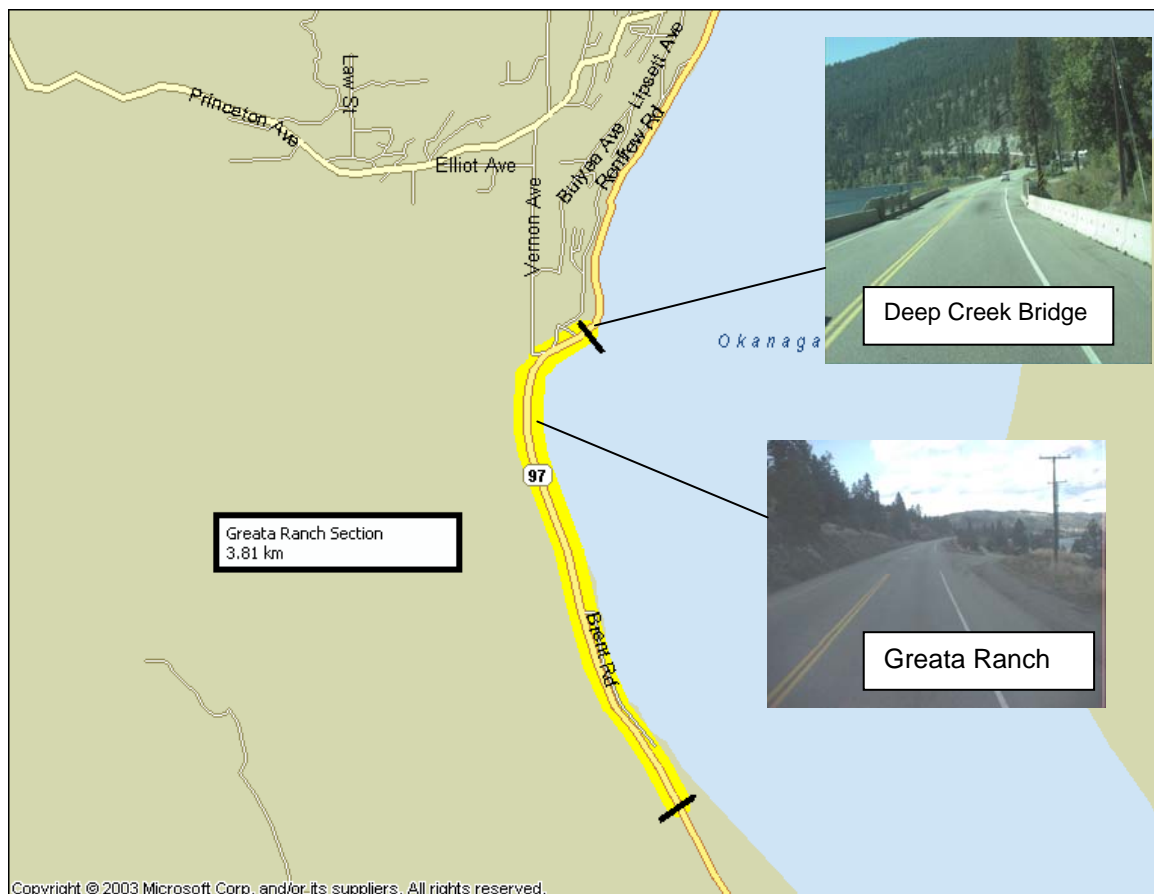 Law St
Princeton Ave
Elliot Ave
Vernon Ave
Bulyea Ave
Lipsett Ave
Renfrew Rd
Deep Creek Bridge
Okanaga
97
Greata Ranch Section
3.81 km
Brent Rd
Greata Ranch
Copyright © 2003 Microsoft Corp. and/or its suppliers. All rights reserved.